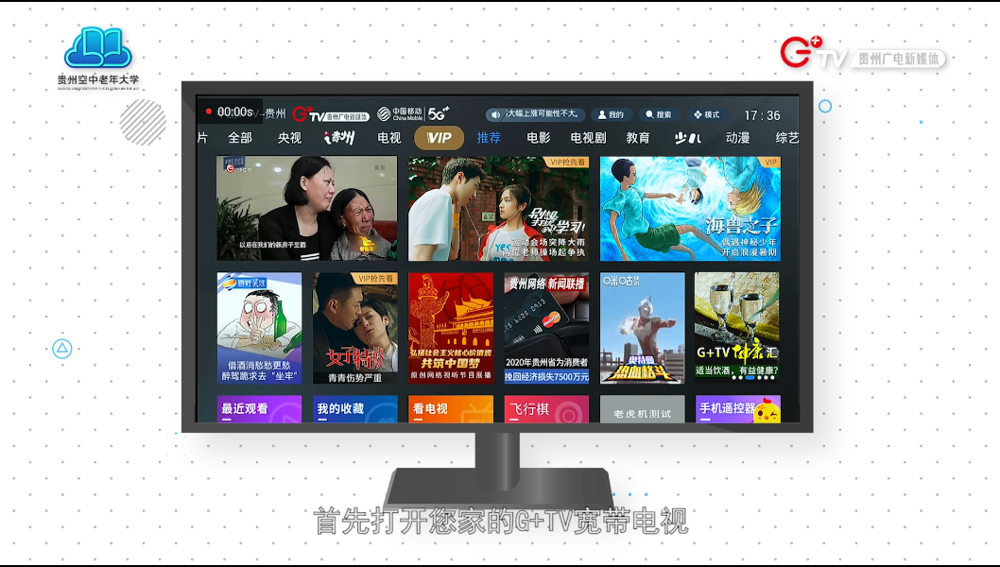 贵州空中老年大学
G+TV 贵州广电新媒体
00:00s
贵州
G+TV 贵州广电新媒体
中国移动
China Mobile
5G
大幅上涨可能性不大。
我的
搜索
模式
17:36
片 全部 央视 i贵州 电视 VIP 推荐 电影 电视剧 教育 少儿 动漫 综艺
以后在我们的新房子里面
VIP抢先看
别想打扰我学习!
运动会场突降大雨
两位老师操场起争执
VIP
海兽之子
偶遇神秘少年
开启浪漫暑期
借酒消愁愁更愁
醉驾跪求去“坐牢”
VIP抢先看
女子特战
青青伤势严重
弘扬社会主义核心价值观
共筑中国梦
原创网络视听节目展播
贵州网络 新闻联播
2020年贵州省为消费者
挽回经济损失7500万元
咪咕
奥特曼
热血格斗
G+TV健康汇
适当饮酒,有益健康?
最近观看
我的收藏
看电视
飞行棋
老虎机测试
手机遥控器
首先打开您家的G+TV宽带电视